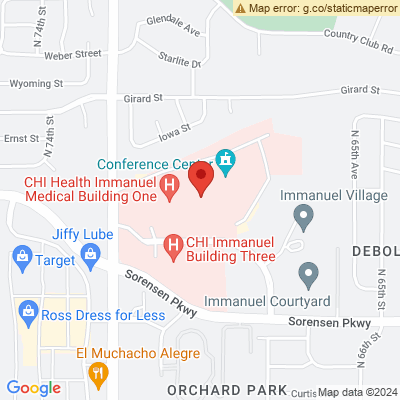 Map error: g.co/staticmaperror
Glendale Ave
N 74th St
Country Club Rd
Weber Street
Starlite Dr
Wyoming St
Girard St
Girard St
Iowa St
Ernst St
N 74th St
N 65th Ave
Conference Center
CHI Health Immanuel
Medical Building One
Immanuel Village
Jiffy Lube
CHI Immanuel
Building Three
DEBOL
Target
Sorensen Pkwy
N 65th St
Immanuel Courtyard
Ross Dress for Less
Sorensen Pkwy
El Muchacho Alegre
N 66th St
ORCHARD PARK
Curtis
Google
Map data ©2024